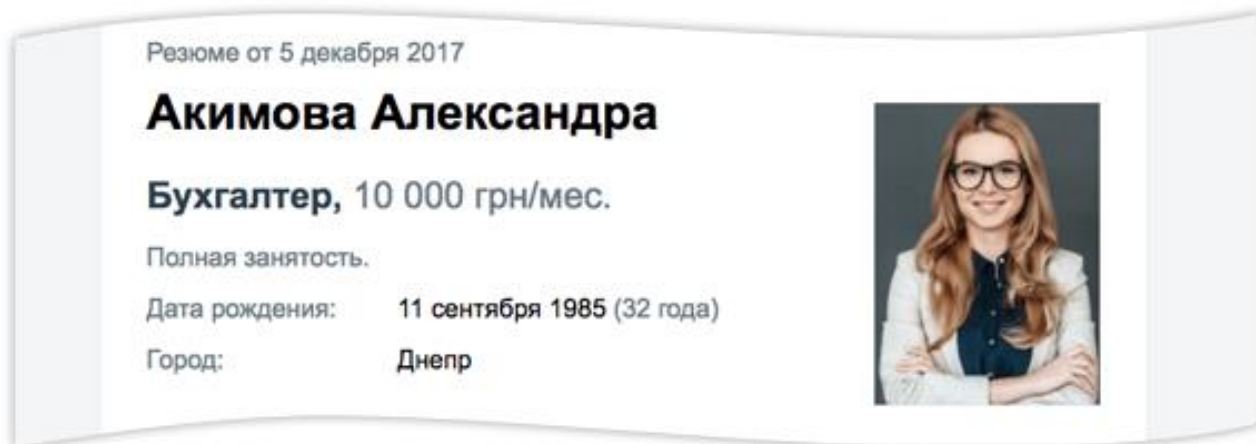 Резюме от 5 декабря 2017
Акимова Александра
Бухгалтер, 10 000 грн/мес.
Полная занятость.
Дата рождения: 11 сентября 1985 (32 года)
Город: Днепр